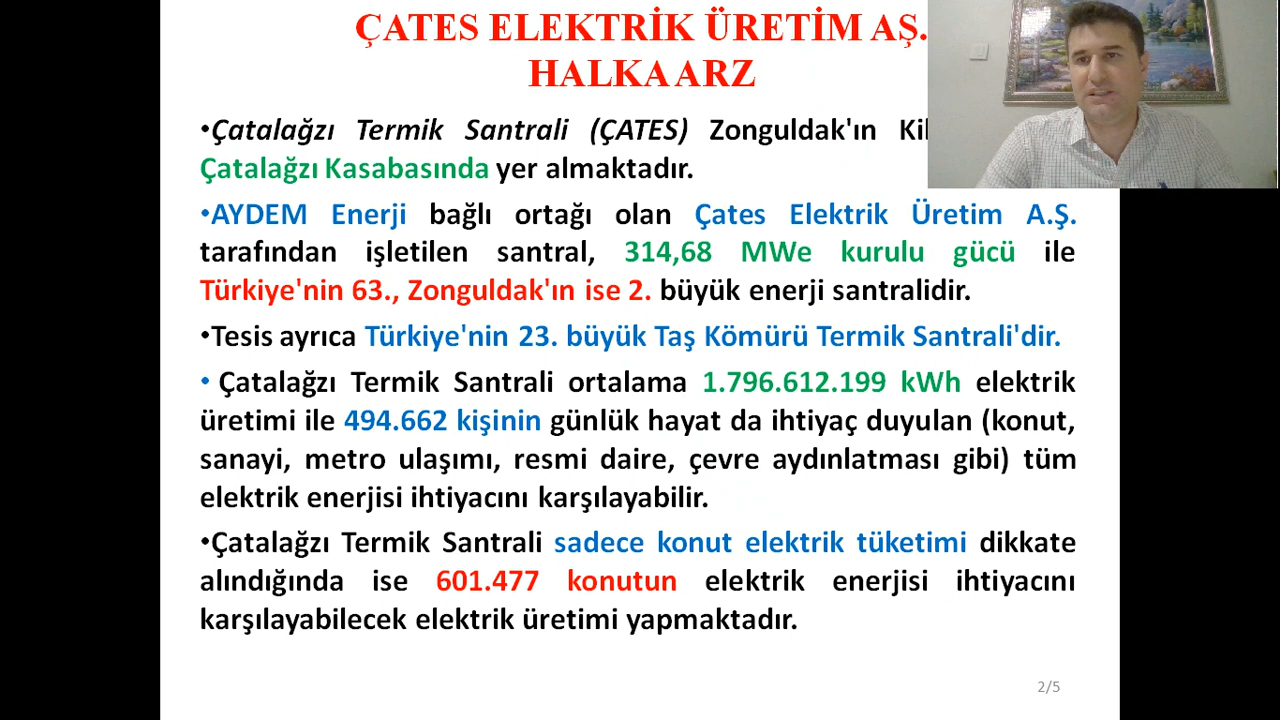 ÇATES ELEKTRİK ÜRETİM AŞ.
HALKA ARZ
•Çatalağzı Termik Santrali (ÇATES) Zonguldak'ın
Çatalağzı Kasabasında yer almaktadır.
•AYDEM Enerji bağlı ortağı olan Çates Elektrik Üretim A.Ş.
tarafından işletilen santral, 314,68 MWe kurulu gücü ile
Türkiye'nin 63., Zonguldak'ın ise 2. büyük enerji santralidir.
•Tesis ayrıca Türkiye'nin 23. büyük Taş Kömürü Termik Santrali'dir.
• Çatalağzı Termik Santrali ortalama 1.796.612.199 kWh elektrik
üretimi ile 494.662 kişinin günlük hayat da ihtiyaç duyulan (konut,
sanayi, metro ulaşımı, resmi daire, çevre aydınlatması gibi) tüm
elektrik enerjisi ihtiyacını karşılayabilir.
•Çatalağzı Termik Santrali sadece konut elektrik tüketimi dikkate
alındığında ise 601.477 konutun elektrik enerjisi ihtiyacını
karşılayabilecek elektrik üretimi yapmaktadır.
2/5